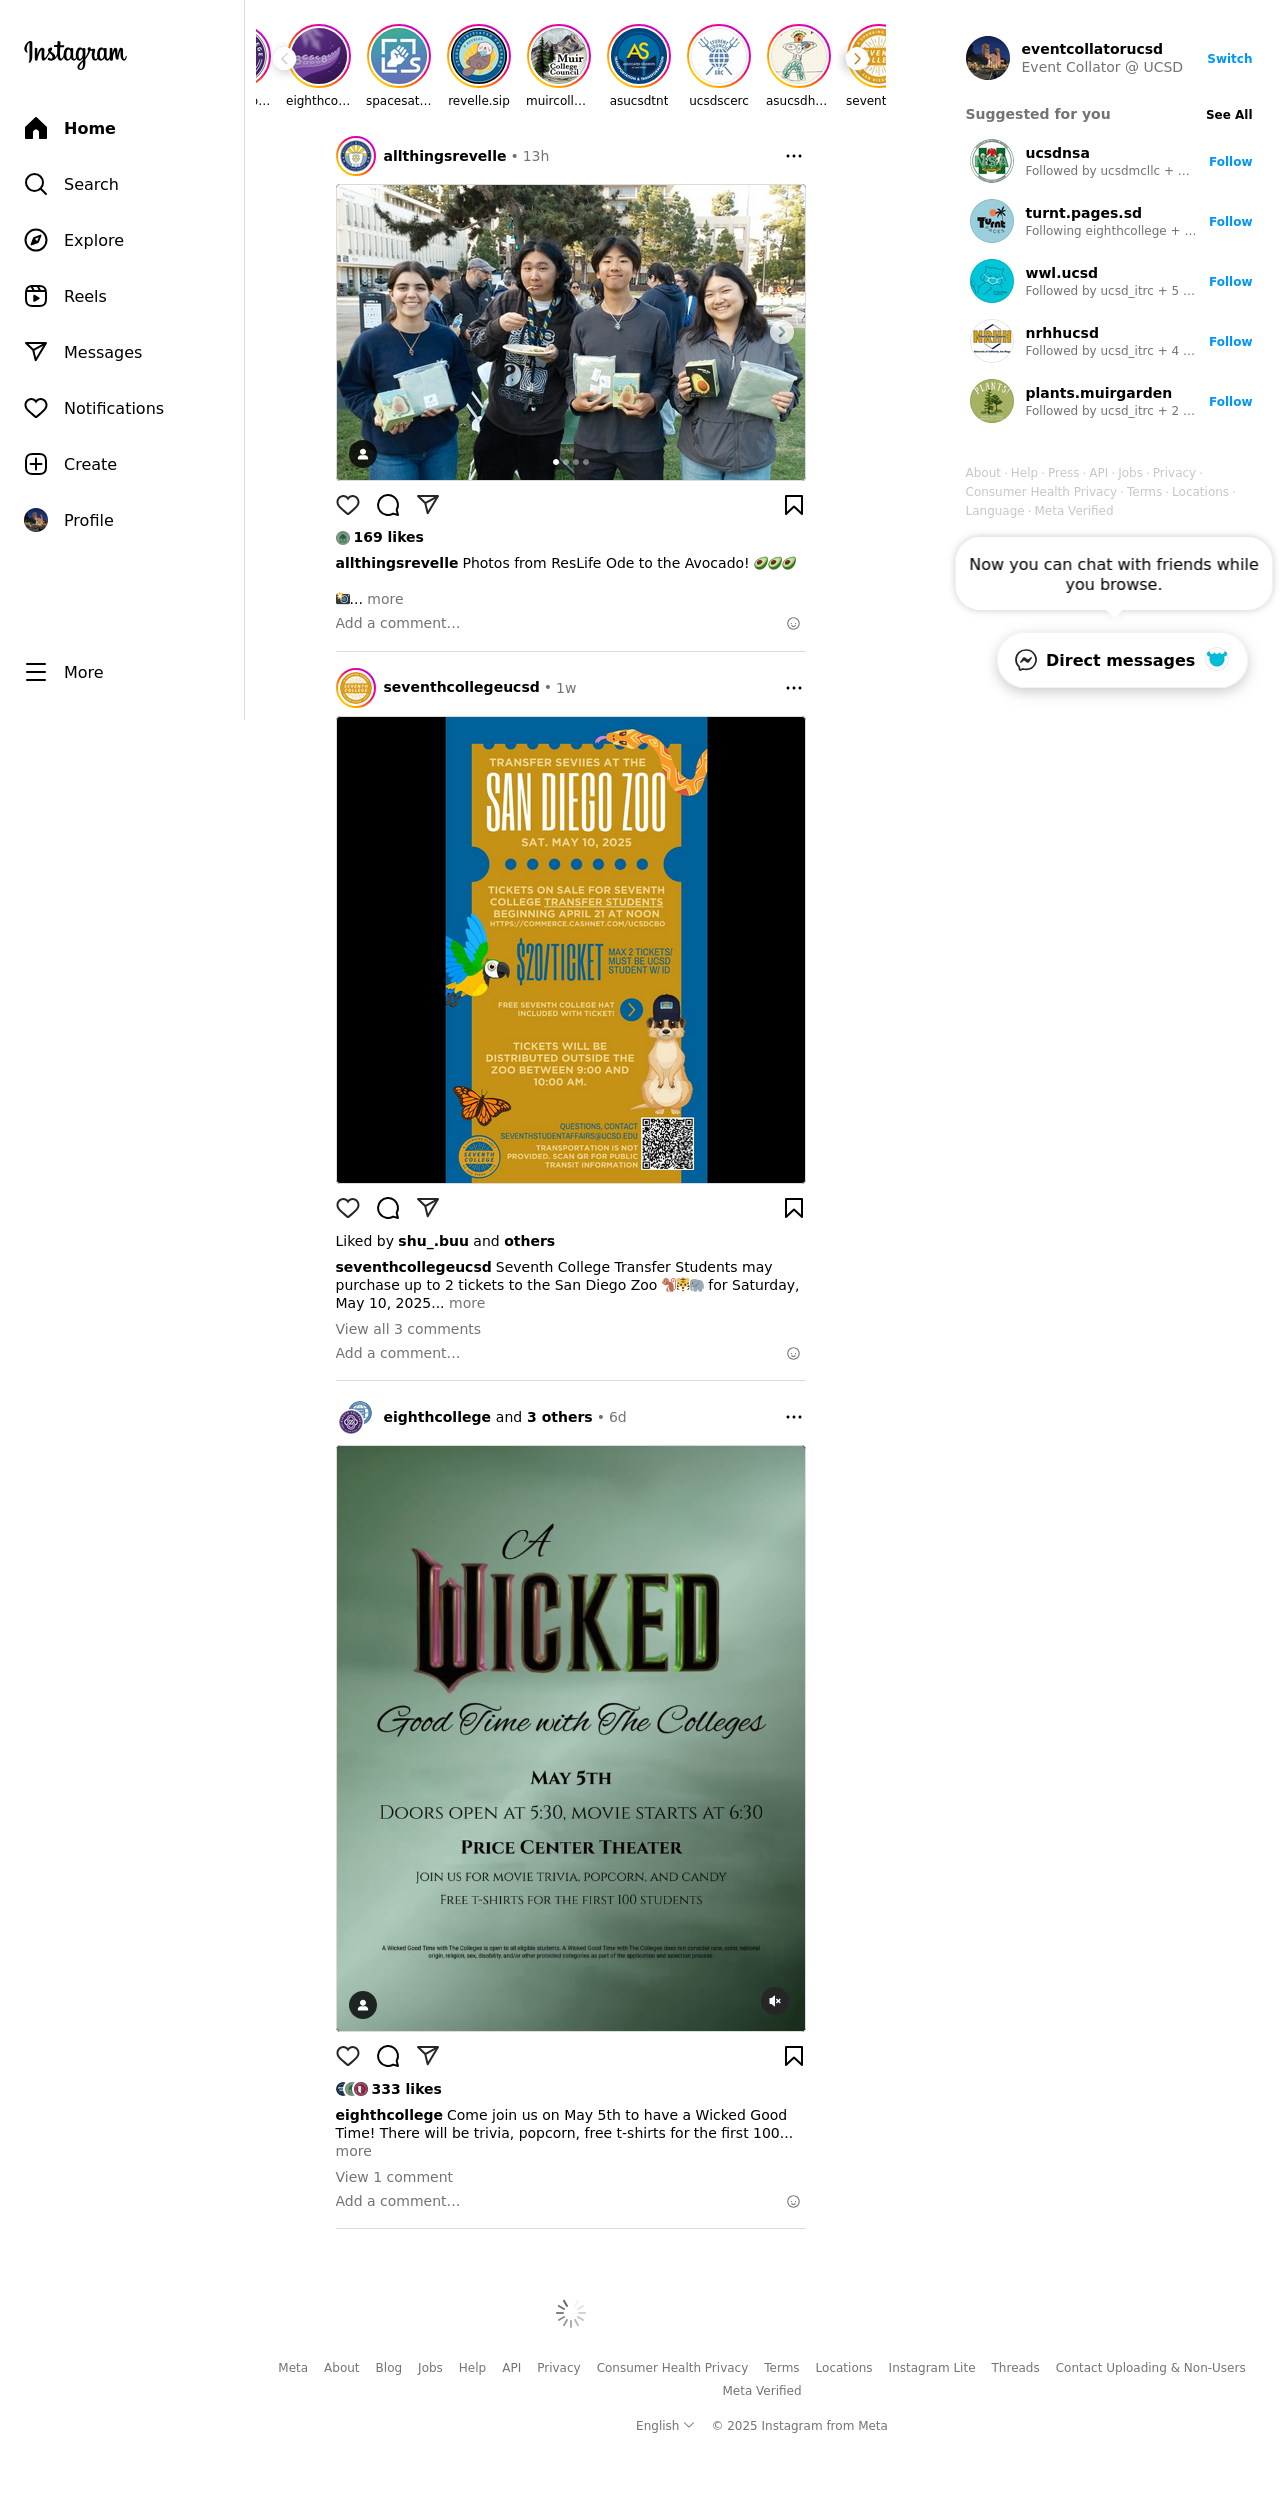 Instagram
Home
Search
Explore
Reels
Messages
Notifications
Create
Profile
More
eighthco...
spacesat...
revelle.sip
muircoll...
asucsdtnt
ucsdscerc
asucsdh...
sevent
Muir
College
Council
AS
allthingsrevelle • 13h
169 likes
allthingsrevelle Photos from ResLife Ode to the Avocado! 🥑🥑🥑
📸... more
Add a comment...
seventhcollegeucsd • 1w
TRANSFER SEVIIES AT THE
SAN DIEGO ZOO
SAT. MAY 10, 2025
TICKETS ON SALE FOR SEVENTH
COLLEGE TRANSFER STUDENTS
BEGINNING APRIL 21 AT NOON
HTTPS://COMMERCE.CASHNET.COM/UCSDCBO
$20/TICKET
MAX 2 TICKETS/
MUST BE UCSD
STUDENT W/ ID
FREE SEVENTH COLLEGE HAT
INCLUDED WITH TICKET!
TICKETS WILL BE
DISTRIBUTED OUTSIDE THE
ZOO BETWEEN 9:00 AND
10:00 AM.
QUESTIONS, CONTACT
SEVENTHSTUDENTAFFAIRS@UCSD.EDU
TRANSPORTATION IS NOT
PROVIDED. SCAN QR FOR PUBLIC
TRANSIT INFORMATION
SEVENTH
COLLEGE
Liked by shu_.buu and others
seventhcollegeucsd Seventh College Transfer Students may
purchase up to 2 tickets to the San Diego Zoo 🐿️🐯🐘 for Saturday,
May 10, 2025... more
View all 3 comments
Add a comment...
eighthcollege and 3 others • 6d
A
WICKED
Good Time with The Colleges
MAY 5TH
DOORS OPEN AT 5:30, MOVIE STARTS AT 6:30
PRICE CENTER THEATER
JOIN US FOR MOVIE TRIVIA, POPCORN, AND CANDY
FREE T-SHIRTS FOR THE FIRST 100 STUDENTS
A Wicked Good Time with The Colleges is open to all eligible students. A Wicked Good Time with The Colleges does not consider race, color, national
origin, religion, sex, disability, and/or other protected categories as part of the application and selection process.
333 likes
eighthcollege Come join us on May 5th to have a Wicked Good
Time! There will be trivia, popcorn, free t-shirts for the first 100...
more
View 1 comment
Add a comment...
eventcollatorucsd
Event Collator @ UCSD
Switch
Suggested for you
See All
ucsdnsa
Followed by ucsdmcllc + ...
Follow
turnt.pages.sd
Following eighthcollege + ...
Follow
wwl.ucsd
Followed by ucsd_itrc + 5 ...
Follow
nrhhucsd
Followed by ucsd_itrc + 4 ...
Follow
plants.muirgarden
Followed by ucsd_itrc + 2 ...
Follow
About · Help · Press · API · Jobs · Privacy ·
Consumer Health Privacy · Terms · Locations ·
Language · Meta Verified
Now you can chat with friends while
you browse.
Direct messages
Meta About Blog Jobs Help API Privacy Consumer Health Privacy Terms Locations Instagram Lite Threads Contact Uploading & Non-Users
Meta Verified
English
© 2025 Instagram from Meta